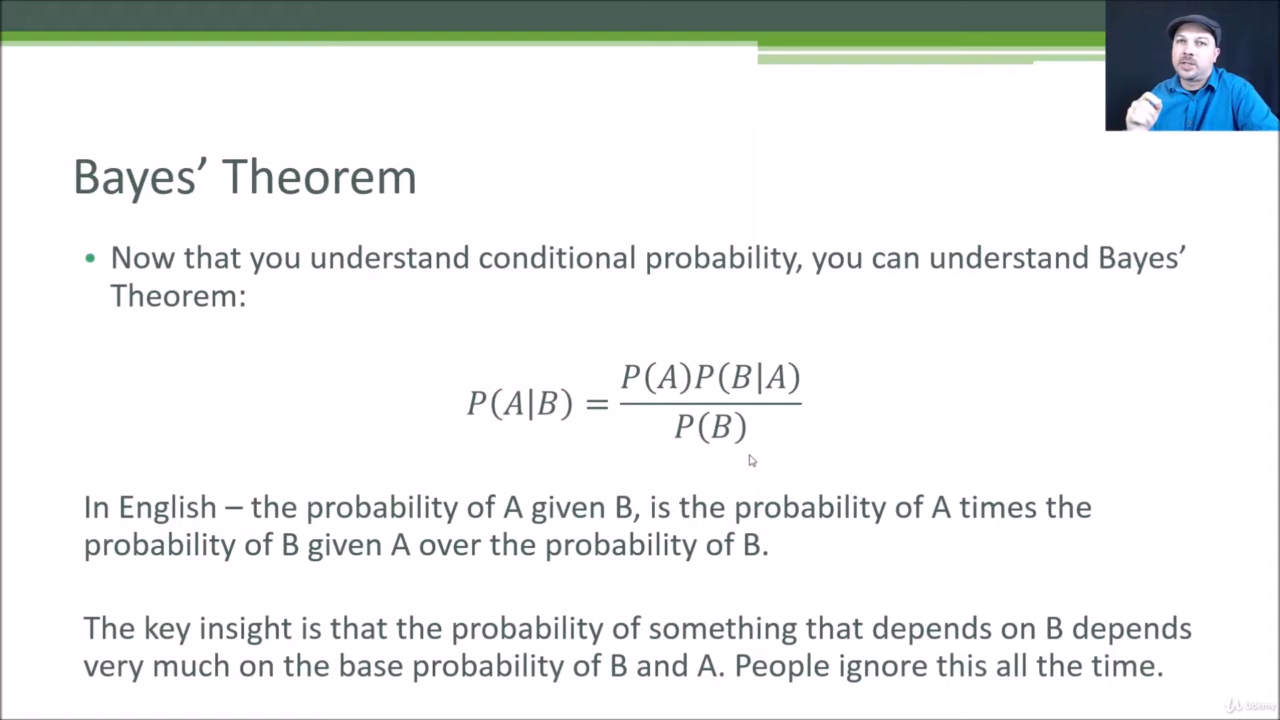 Bayes’ Theorem
• Now that you understand conditional probability, you can understand Bayes’
Theorem:
P(A|B) = P(A)P(B|A) / P(B)
In English – the probability of A given B, is the probability of A times the
probability of B given A over the probability of B.
The key insight is that the probability of something that depends on B depends
very much on the base probability of B and A. People ignore this all the time.
Udemy